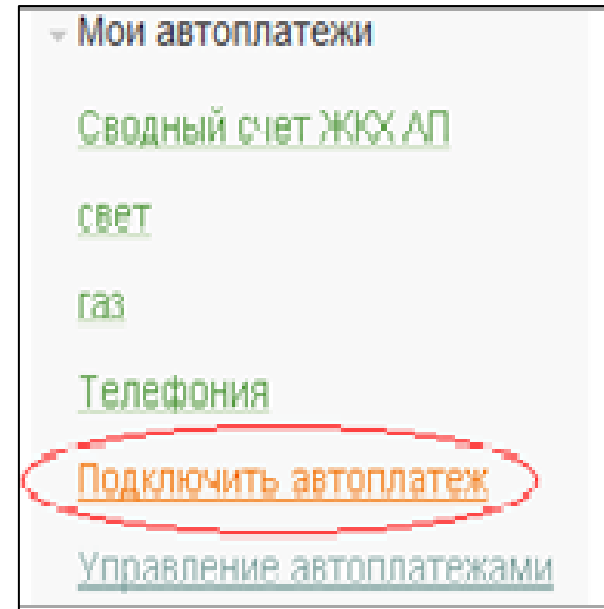 Мои автоплатежи
Сводный счет ЖКХ АП
свет
газ
Телефония
Подключить автоплатеж
Управление автоплатежами